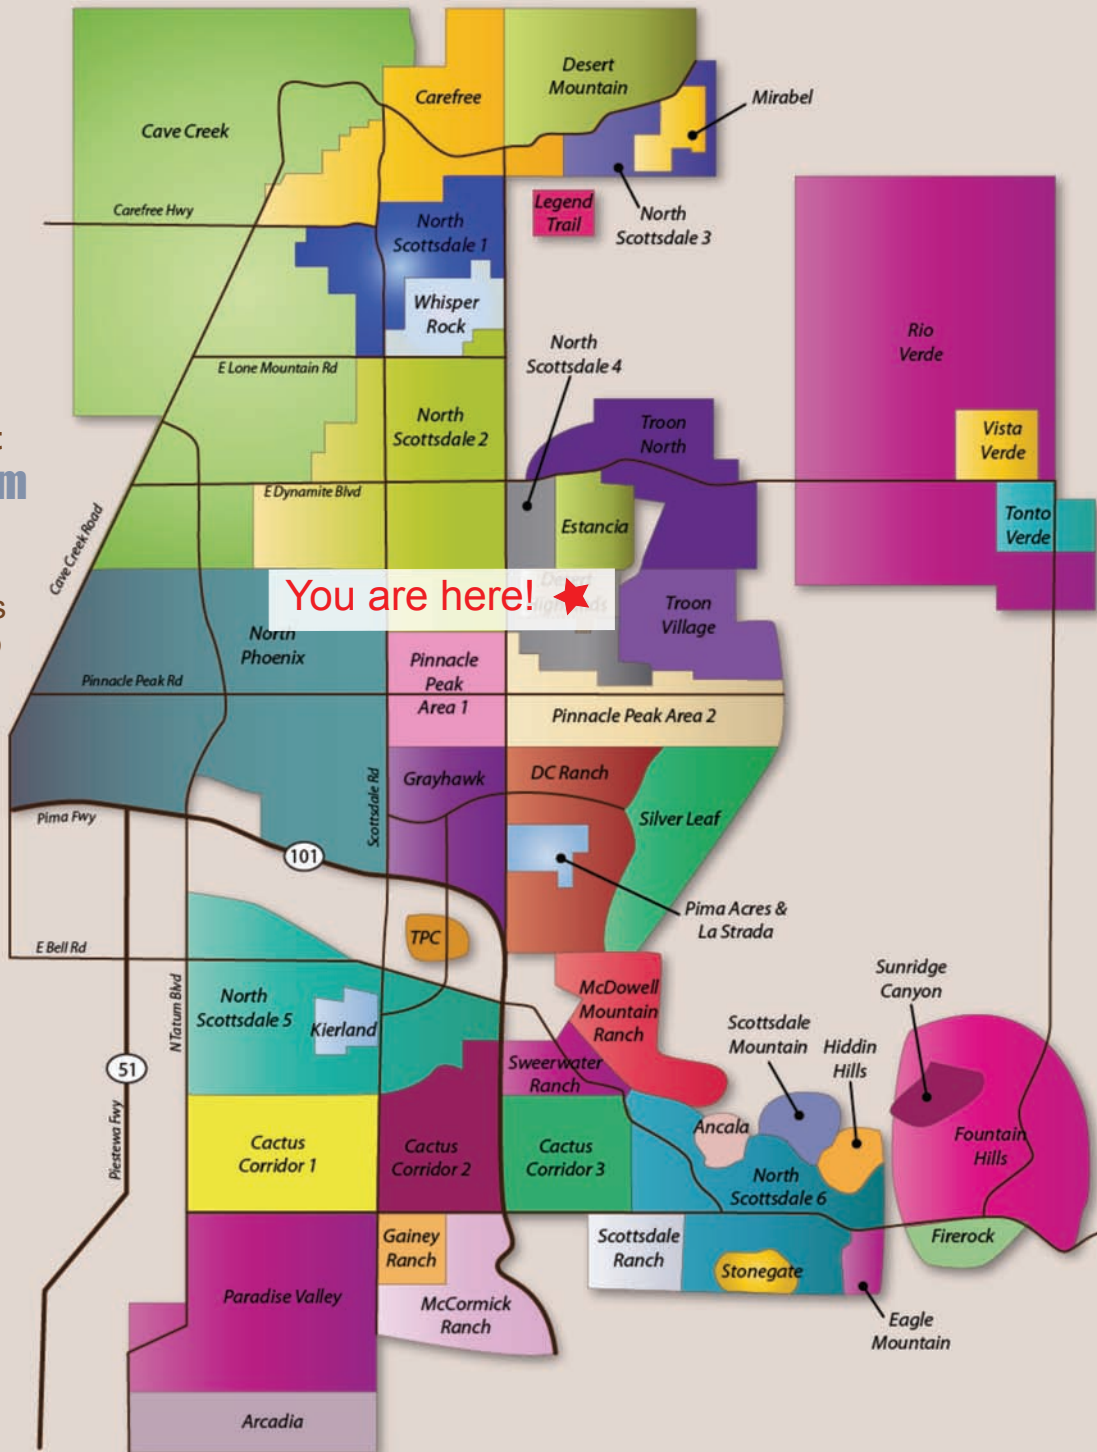 Desert
Mountain
Carefree
Mirabel
Cave Creek
Legend
Trail
North
Scottsdale 3
Carefree Hwy
North
Scottsdale 1
Whisper
Rock
Rio
Verde
North
Scottsdale 4
E Lone Mountain Rd
North
Scottsdale 2
Troon
North
Vista
Verde
m
E Dynamite Blvd
Estancia
Tonto
Verde
Cave Creek Road
You are here!
Desert
Highlands
s
Troon
Village
North
Phoenix
Pinnacle
Peak
Area 1
Pinnacle Peak Rd
Pinnacle Peak Area 2
Grayhawk
DC Ranch
Scottsdale Rd
Silver Leaf
Pima Fwy
101
Pima Acres &
La Strada
TPC
E Bell Rd
McDowell
Mountain
Ranch
Sunridge
Canyon
N Tatum Blvd
North
Scottsdale 5
Kierland
Scottsdale
Mountain
Hiddin
Hills
51
Sweerwater
Ranch
Piestewa Fwy
Cactus
Corridor 1
Cactus
Corridor 2
Cactus
Corridor 3
Ancala
Fountain
Hills
North
Scottsdale 6
Gainey
Ranch
Scottsdale
Ranch
Firerock
Stonegate
Paradise Valley
McCormick
Ranch
Eagle
Mountain
Arcadia